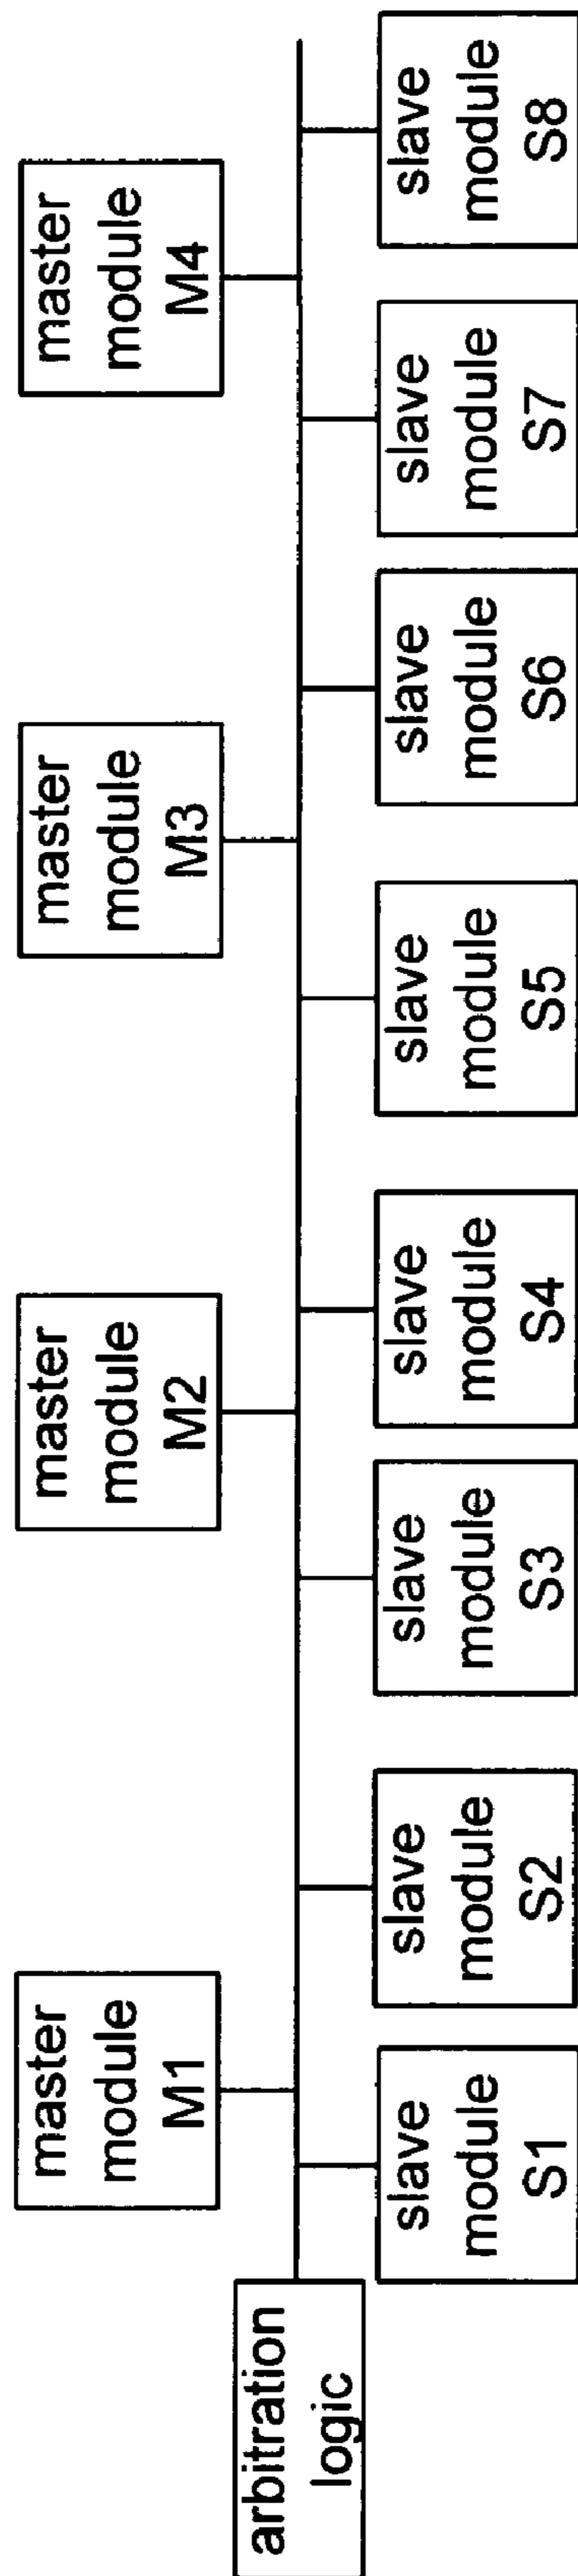 master
module
M1
master
module
M2
master
module
M3
master
module
M4
arbitration
logic
slave
module
S1
slave
module
S2
slave
module
S3
slave
module
S4
slave
module
S5
slave
module
S6
slave
module
S7
slave
module
S8